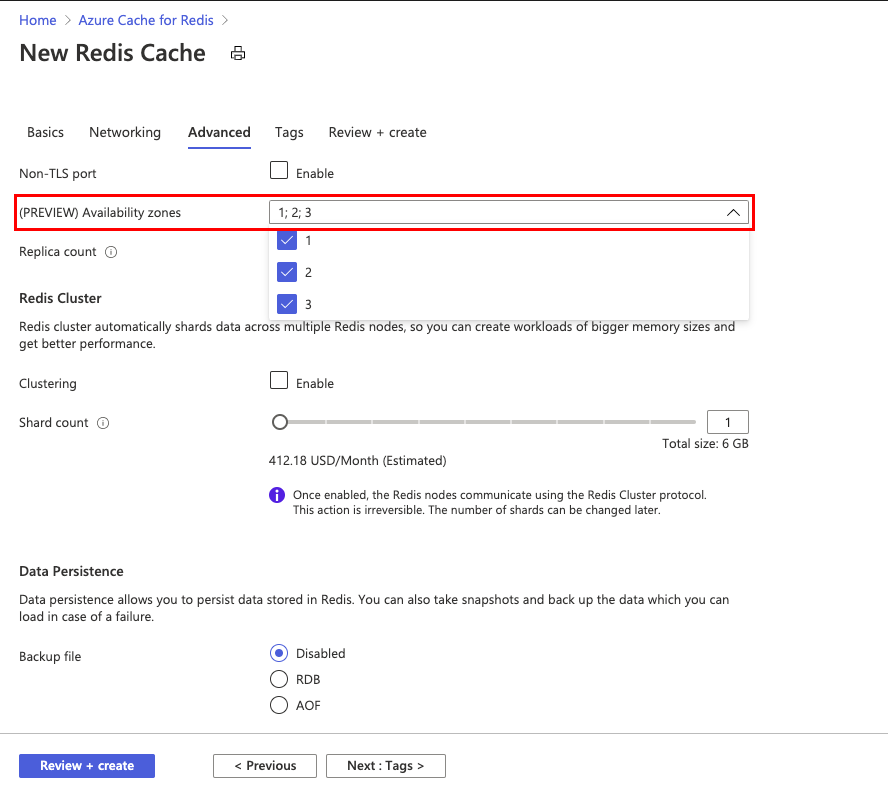 Home > Azure Cache for Redis >
New Redis Cache
Basics Networking Advanced Tags Review + create
Non-TLS port Enable
(PREVIEW) Availability zones 1; 2; 3
1
Replica count
2
Redis Cluster
3
Redis cluster automatically shards data across multiple Redis nodes, so you can create workloads of bigger memory sizes and
get better performance.
Clustering Enable
Shard count 1
Total size: 6 GB
412.18 USD/Month (Estimated)
Once enabled, the Redis nodes communicate using the Redis Cluster protocol.
This action is irreversible. The number of shards can be changed later.
Data Persistence
Data persistence allows you to persist data stored in Redis. You can also take snapshots and back up the data which you can
load in case of a failure.
Backup file Disabled
RDB
AOF
Review + create < Previous Next : Tags >